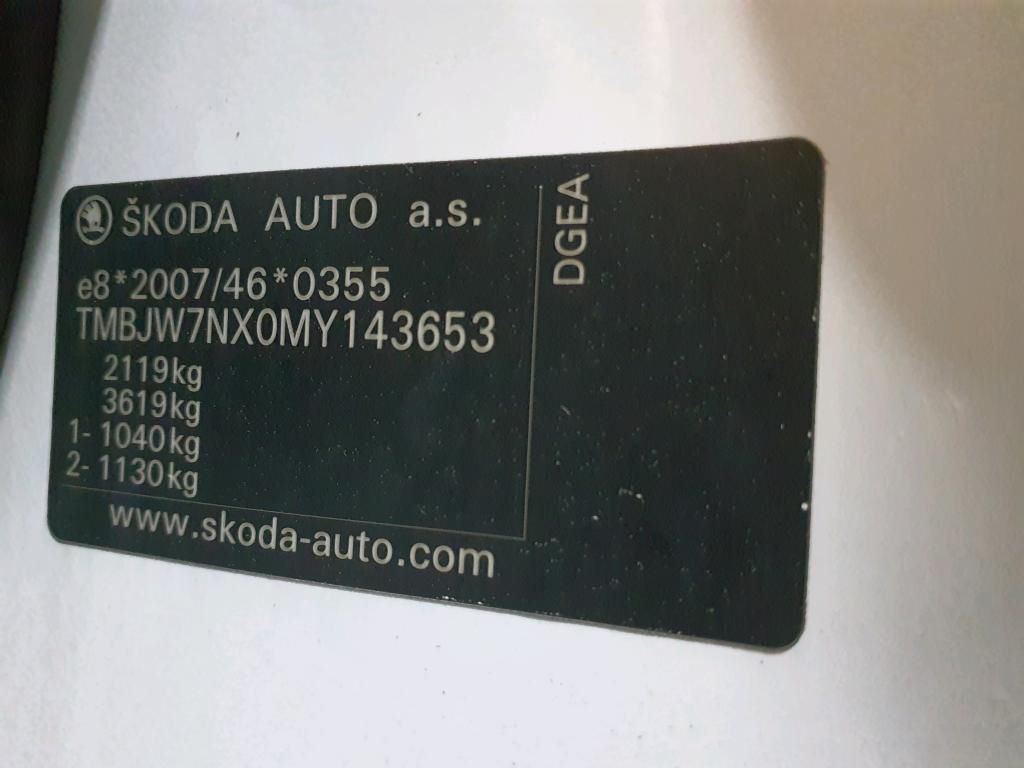 ŠKODA AUTO a.s.
e8*2007/46*0355
TMBJW7NX0MY143653
2119kg
3619kg
1- 1040kg
2- 1130kg
www.skoda-auto.com
DGEA